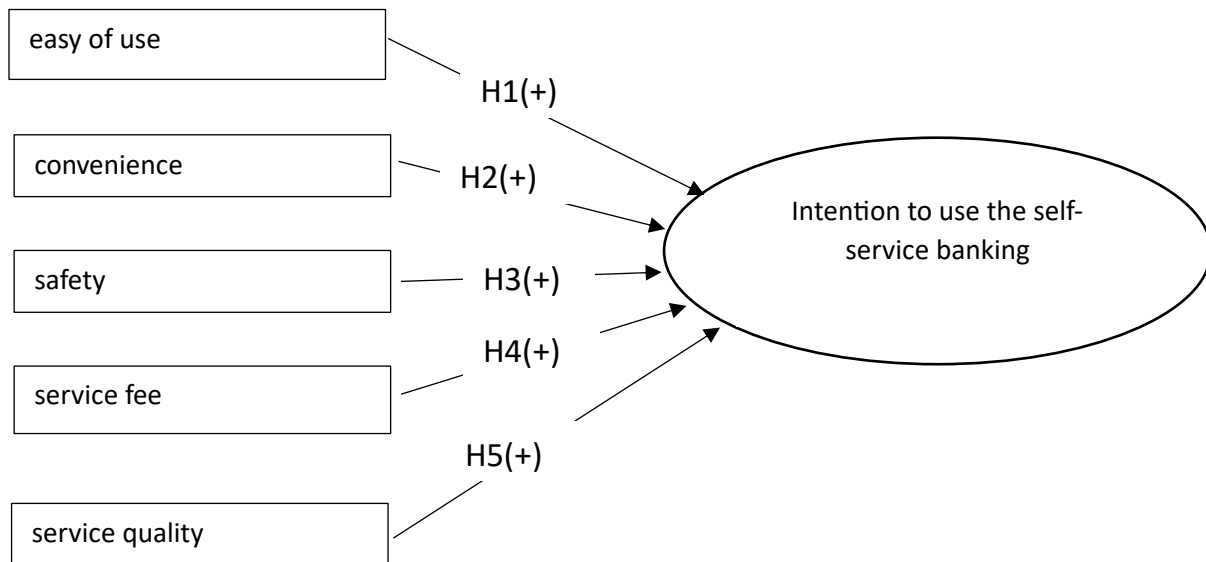 easy of use
H1(+)
convenience
H2(+)
Intention to use the self-
service banking
safety
H3(+)
H4(+)
service fee
H5(+)
service quality